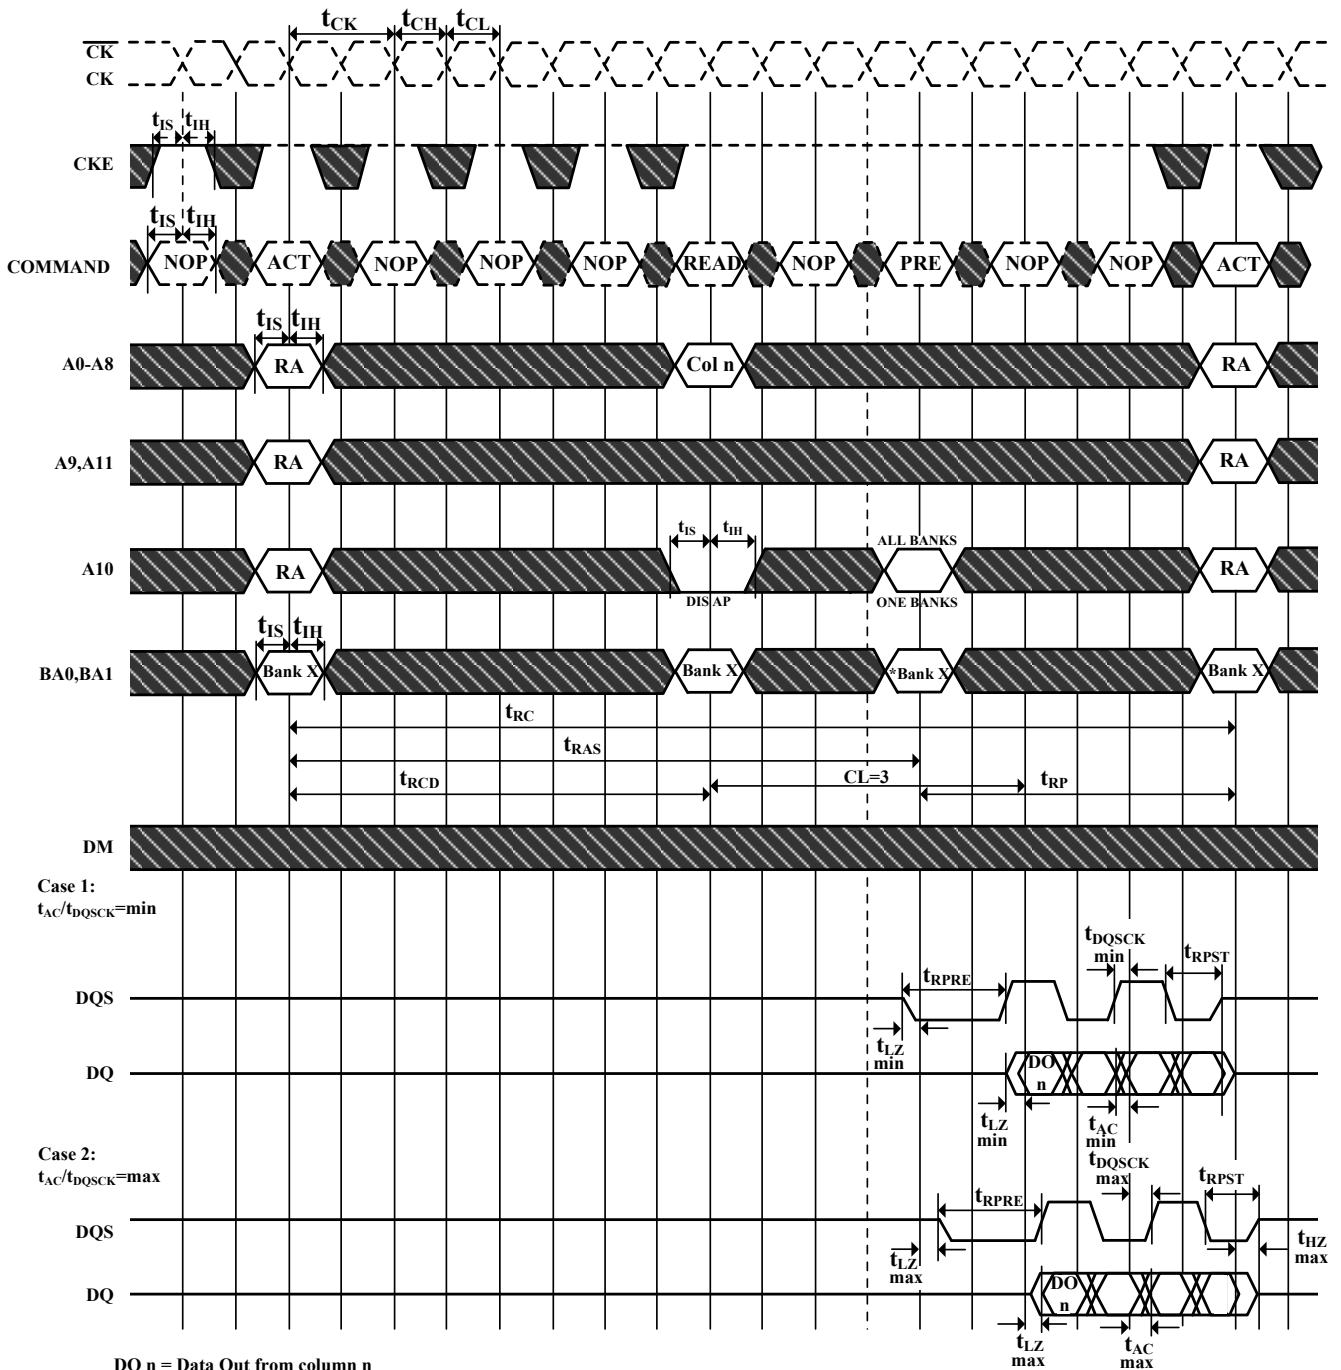 tCK tCH tCL
CK
CK
tIS tIH
CKE
tIS tIH
COMMAND NOP ACT NOP NOP NOP READ NOP PRE NOP NOP ACT
tIS tIH
A0-A8 RA Col n RA
A9,A11 RA RA
tIS tIH ALL BANKS
A10 RA RA
DIS AP ONE BANKS
tIS tIH
BA0,BA1 Bank X Bank X *Bank X Bank X
tRC
tRAS
tRCD CL=3 tRP
DM
Case 1:
tAC/tDQSCK=min
tDQSCK
min
tRPST
tRPRE
DQS
tLZ
min
DQ DO
n
tLZ
min
tAC
min
Case 2:
tAC/tDQSCK=max
tDQSCK
max
tRPST
tRPRE
DQS
tLZ
max
tHZ
max
DQ DO
n
tLZ
max
tAC
max
DO n = Data Out from column n